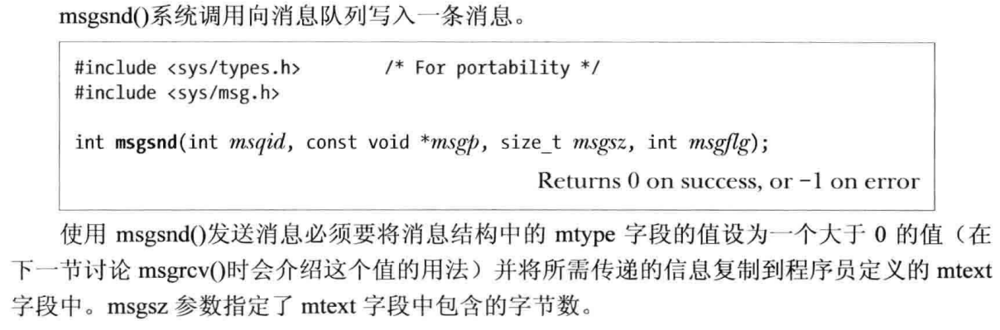 msgsnd()系统调用向消息队列写入一条消息。
#include <sys/types.h>        /* For portability */
#include <sys/msg.h>
int msgsnd(int msqid, const void *msgp, size_t msgsz, int msgflg);
Returns 0 on success, or −1 on error
使用 msgsnd()发送消息必须要将消息结构中的 mtype 字段的值设为一个大于 0 的值（在
下一节讨论 msgrcv()时会介绍这个值的用法）并将所需传递的信息复制到程序员定义的 mtext
字段中。msgsz 参数指定了 mtext 字段中包含的字节数。